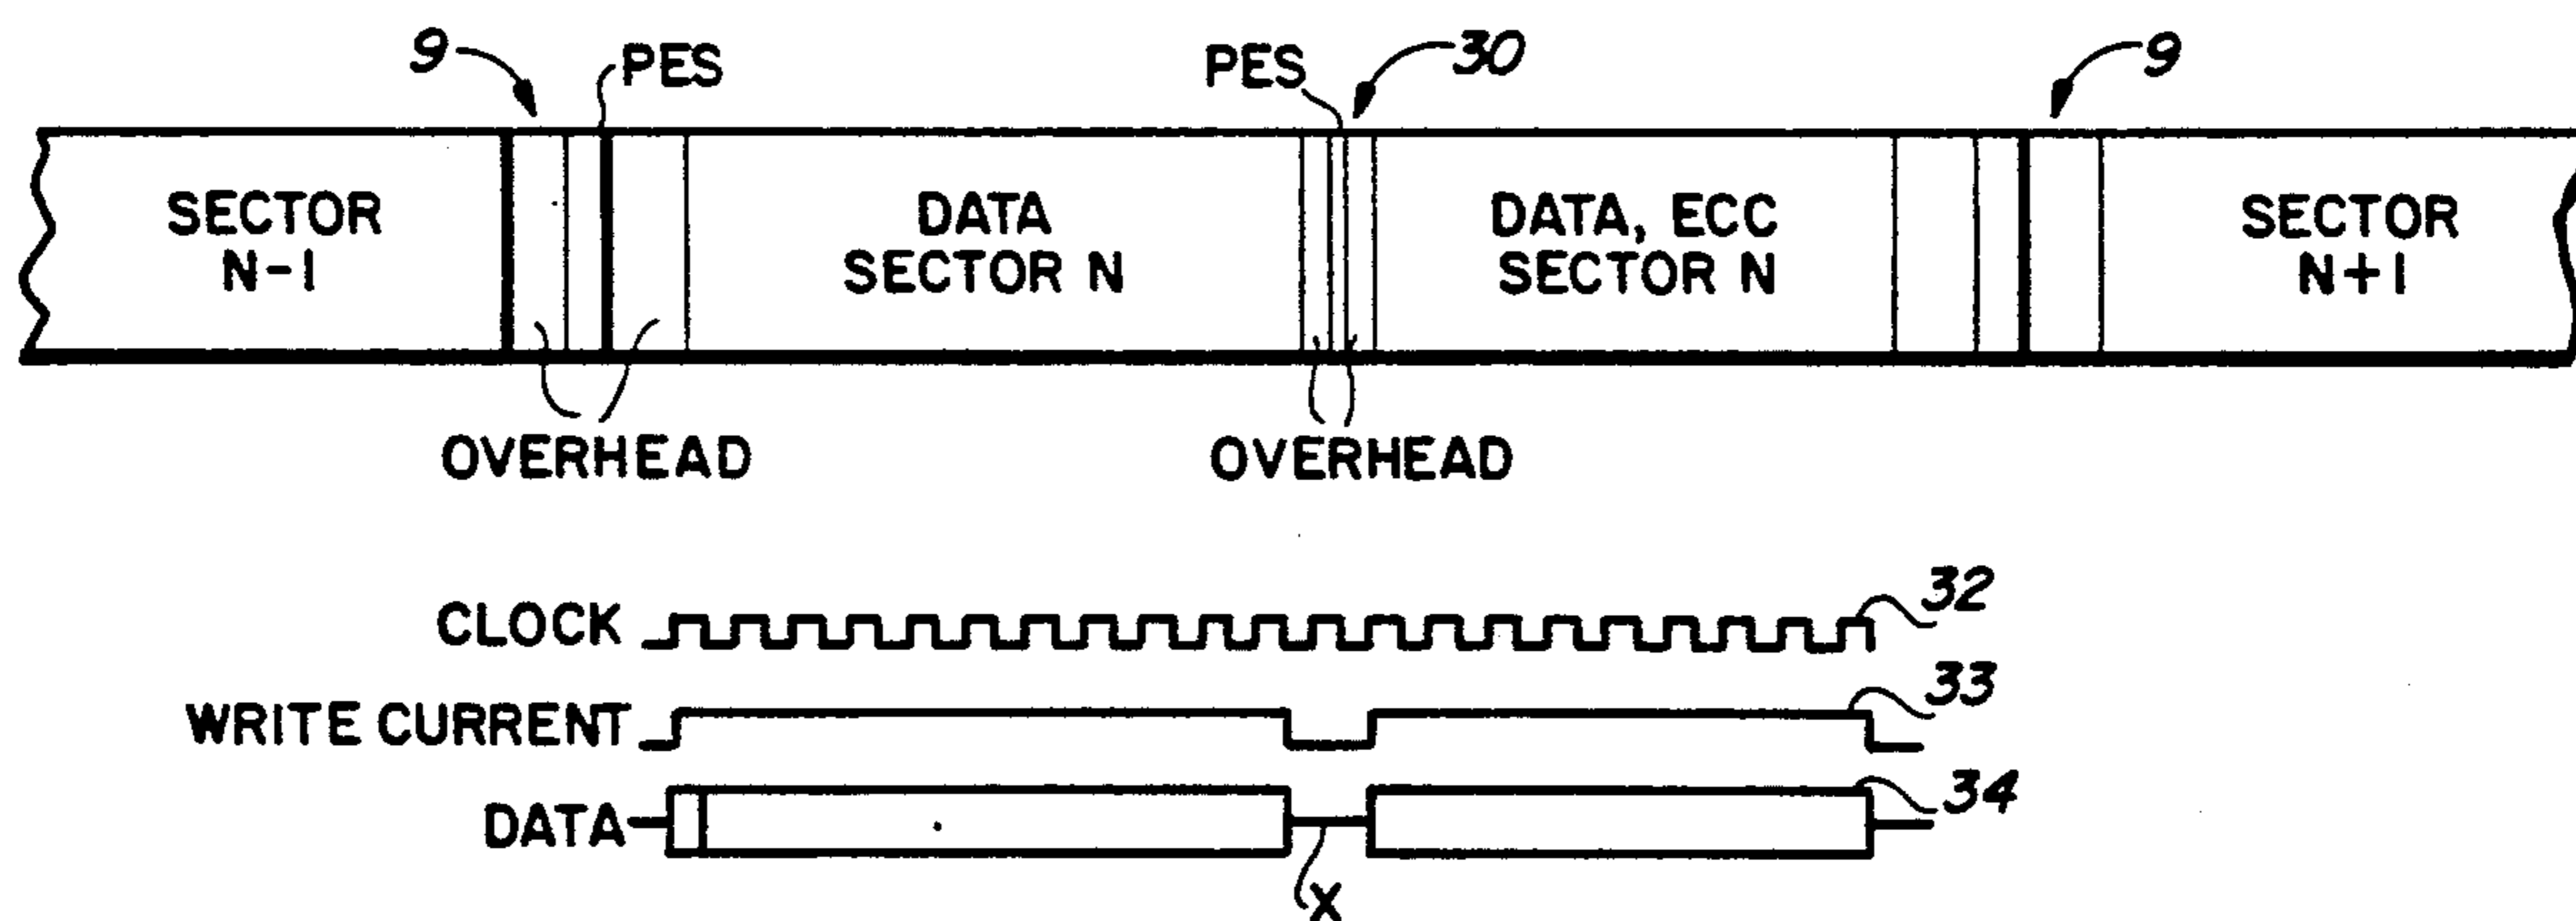 9 PES PES 30 9
SECTOR N-1
DATA SECTOR N
DATA, ECC SECTOR N
SECTOR N+1
OVERHEAD OVERHEAD
CLOCK 32
WRITE CURRENT 33
DATA 34
X